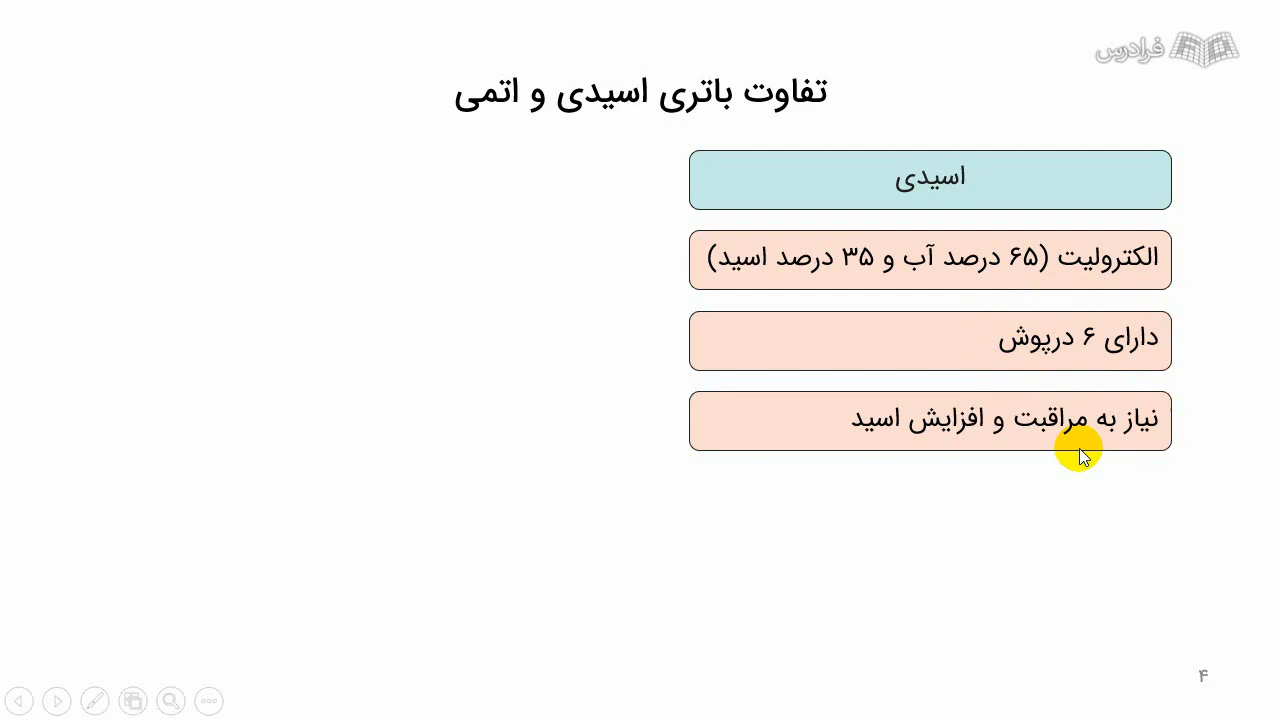 فرادرس
تفاوت باتری اسیدی و اتمی
اسیدی
الکترولیت (۶۵ درصد آب و ۳۵ درصد اسید)
دارای ۶ درپوش
نیاز به مراقبت و افزایش اسید
۴